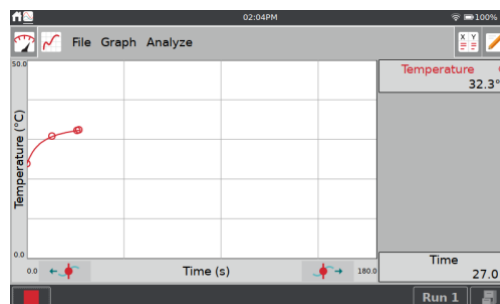 02:04PM
100%
File Graph Analyze
X Y
50.0
Temperature (°C)
0.0
0.0
Time (s)
180.0
Temperature
32.3°
Time
27.0
Run 1